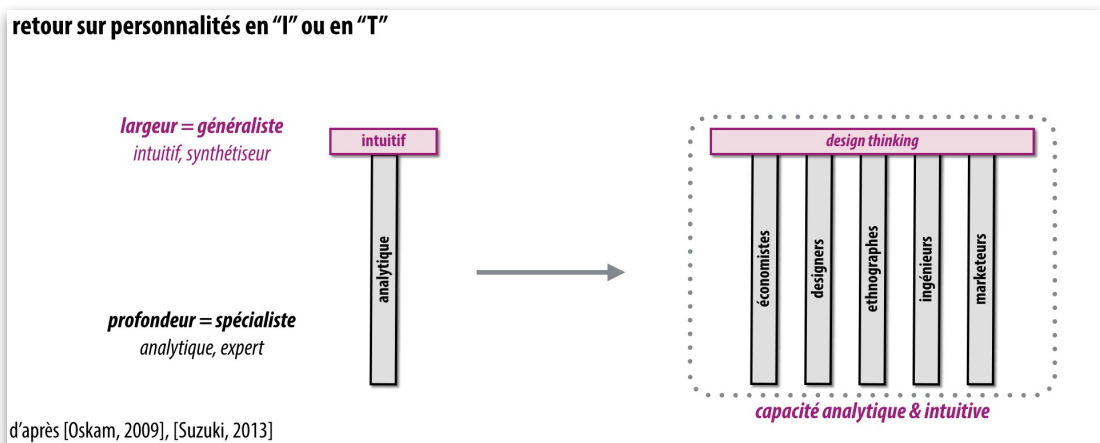 retour sur personnalités en “I” ou en “T”
largeur = généraliste
intuitif, synthétiseur
intuitif
analytique
profondeur = spécialiste
analytique, expert
design thinking
économistes
designers
ethnographes
ingénieurs
marketeurs
capacité analytique & intuitive
d’après [Oskam, 2009], [Suzuki, 2013]